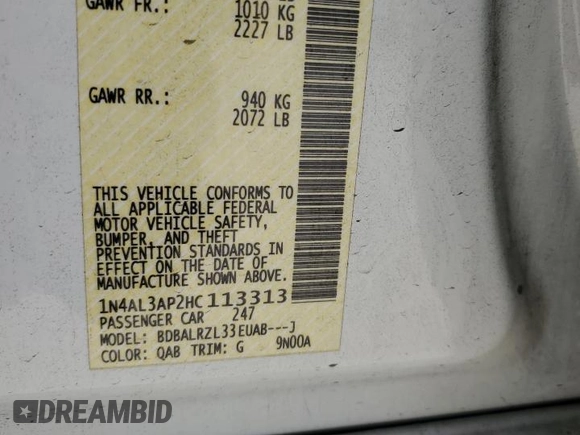 GAWR FR.:
1010 KG
2227 LB
GAWR RR.:
940 KG
2072 LB
THIS VEHICLE CONFORMS TO
ALL APPLICABLE FEDERAL
MOTOR VEHICLE SAFETY,
BUMPER, AND THEFT
PREVENTION STANDARDS IN
EFFECT ON THE DATE OF
MANUFACTURE SHOWN ABOVE.
1N4AL3AP2HC113313
PASSENGER CAR 247
MODEL: BDBALRZL33EUAB---J
COLOR: QAB TRIM: G 9N00A
DREAMBID